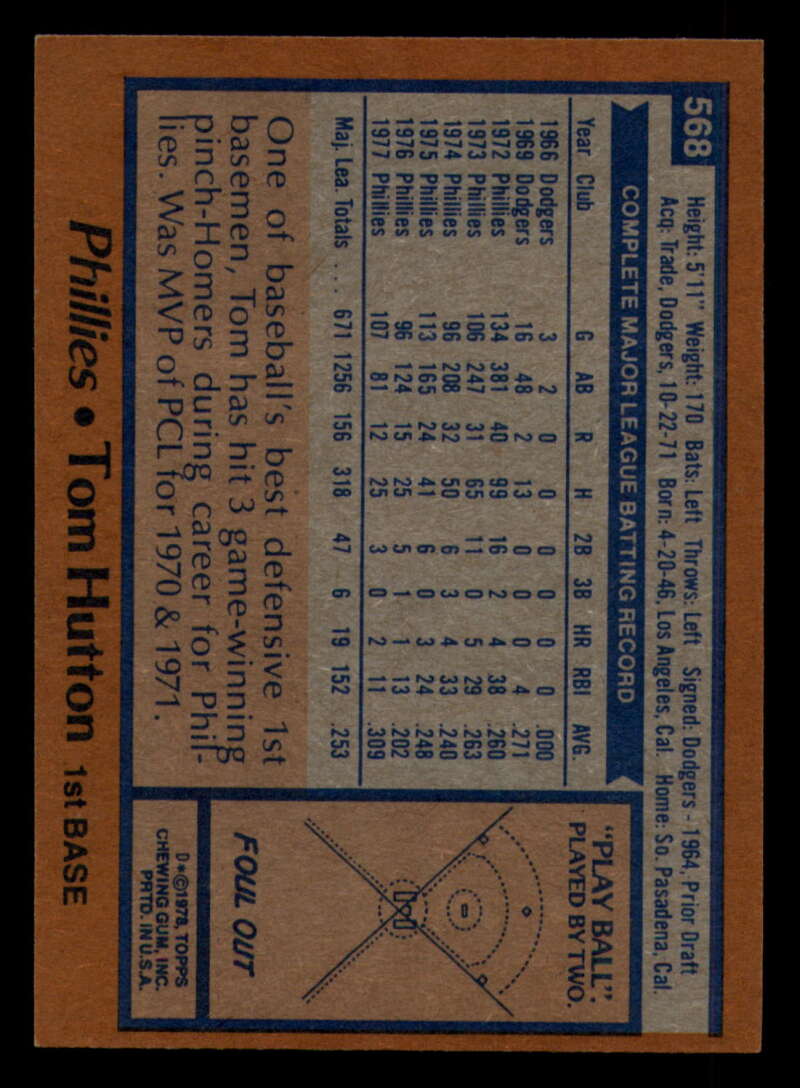 568
Height: 5'11" Weight: 170 Bats: Left Throws: Left Signed: Dodgers - 1964, Prior Draft
Acq: Trade, Dodgers, 10-22-71 Born: 4-20-46, Los Angeles, Cal. Home: So. Pasadena, Cal.
COMPLETE MAJOR LEAGUE BATTING RECORD
Year Club G AB R H 2B 3B HR RBI AVG.
1966 Dodgers 3 2 0 0 0 0 0 0 .000
1969 Dodgers 16 48 2 13 0 0 0 4 .271
1972 Phillies 134 381 40 99 16 2 4 38 .260
1973 Phillies 106 247 31 65 11 0 5 29 .263
1974 Phillies 96 208 32 50 6 3 4 33 .240
1975 Phillies 113 165 24 41 6 0 3 24 .248
1976 Phillies 96 124 15 25 5 1 1 13 .202
1977 Phillies 107 81 12 25 3 0 2 11 .309
Maj. Lea. Totals .... 671 1256 156 318 47 6 19 152 .253
One of baseball's best defensive 1st
basemen, Tom has hit 3 game-winning
pinch-Homers during career for Phil-
lies. Was MVP of PCL for 1970 & 1971.
"PLAY BALL":
PLAYED BY TWO.
FOUL OUT
D*©1978, TOPPS
CHEWING GUM, INC.
PRTD. IN U.S.A.
Phillies • Tom Hutton 1st BASE